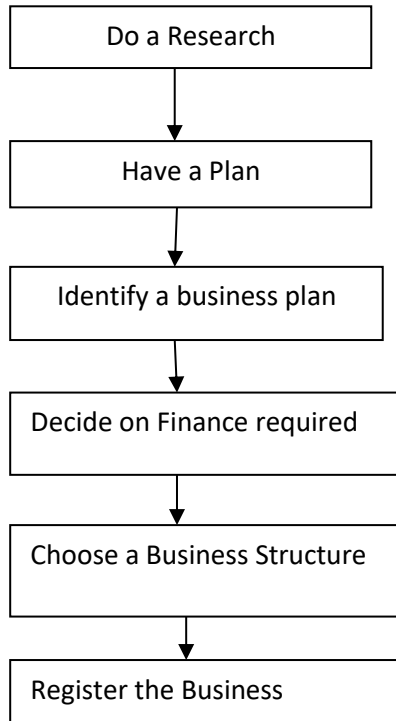 Do a Research
Have a Plan
Identify a business plan
Decide on Finance required
Choose a Business Structure
Register the Business